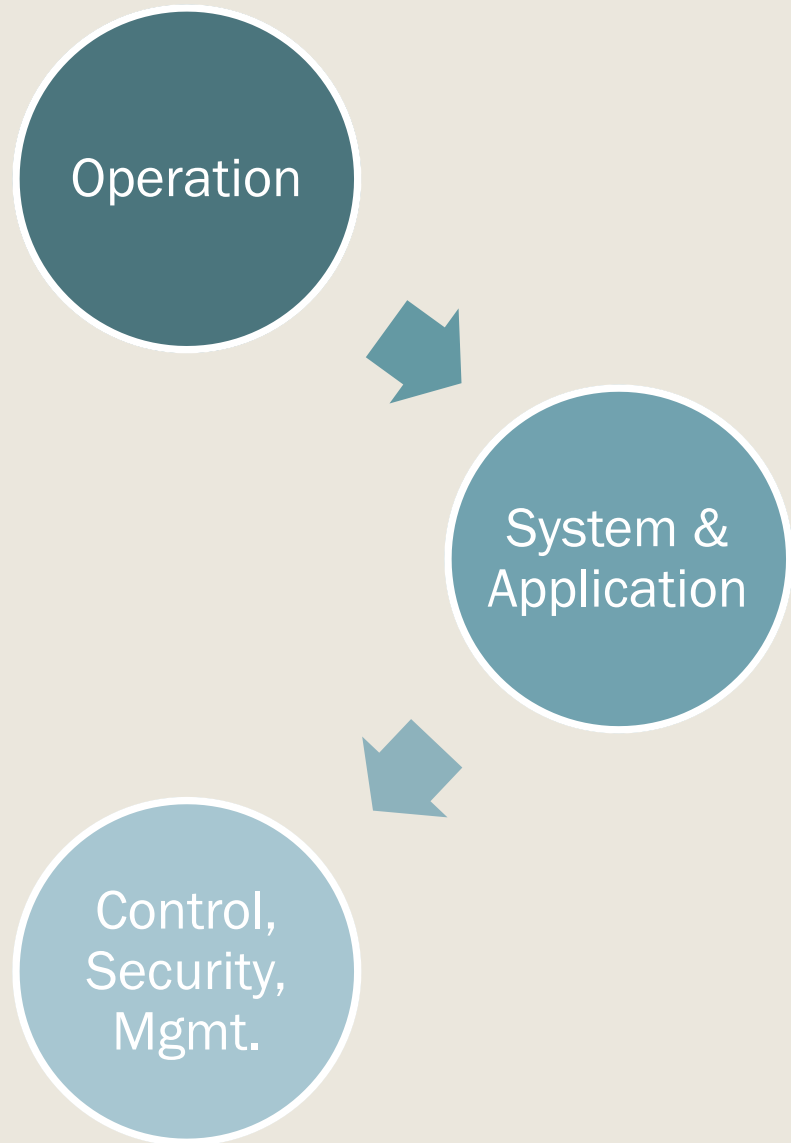 Operation
System &
Application
Control,
Security,
Mgmt.